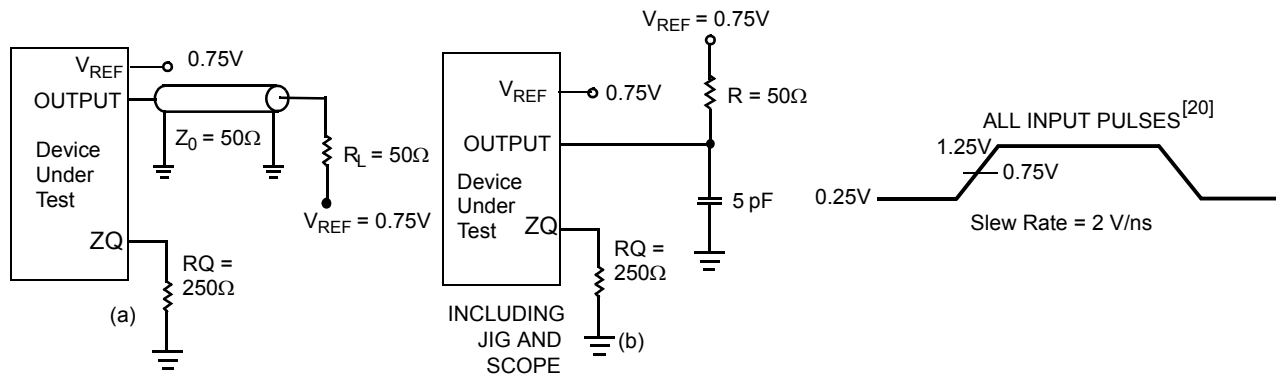 V_REF
0.75V
OUTPUT
Z_0 = 50Ω
Device
Under
Test
R_L = 50Ω
V_REF = 0.75V
ZQ
RQ =
250Ω
(a)
V_REF = 0.75V
R = 50Ω
V_REF
0.75V
OUTPUT
Device
Under
Test
5 pF
ZQ
RQ =
250Ω
INCLUDING
JIG AND
SCOPE
(b)
ALL INPUT PULSES[20]
1.25V
0.75V
0.25V
Slew Rate = 2 V/ns